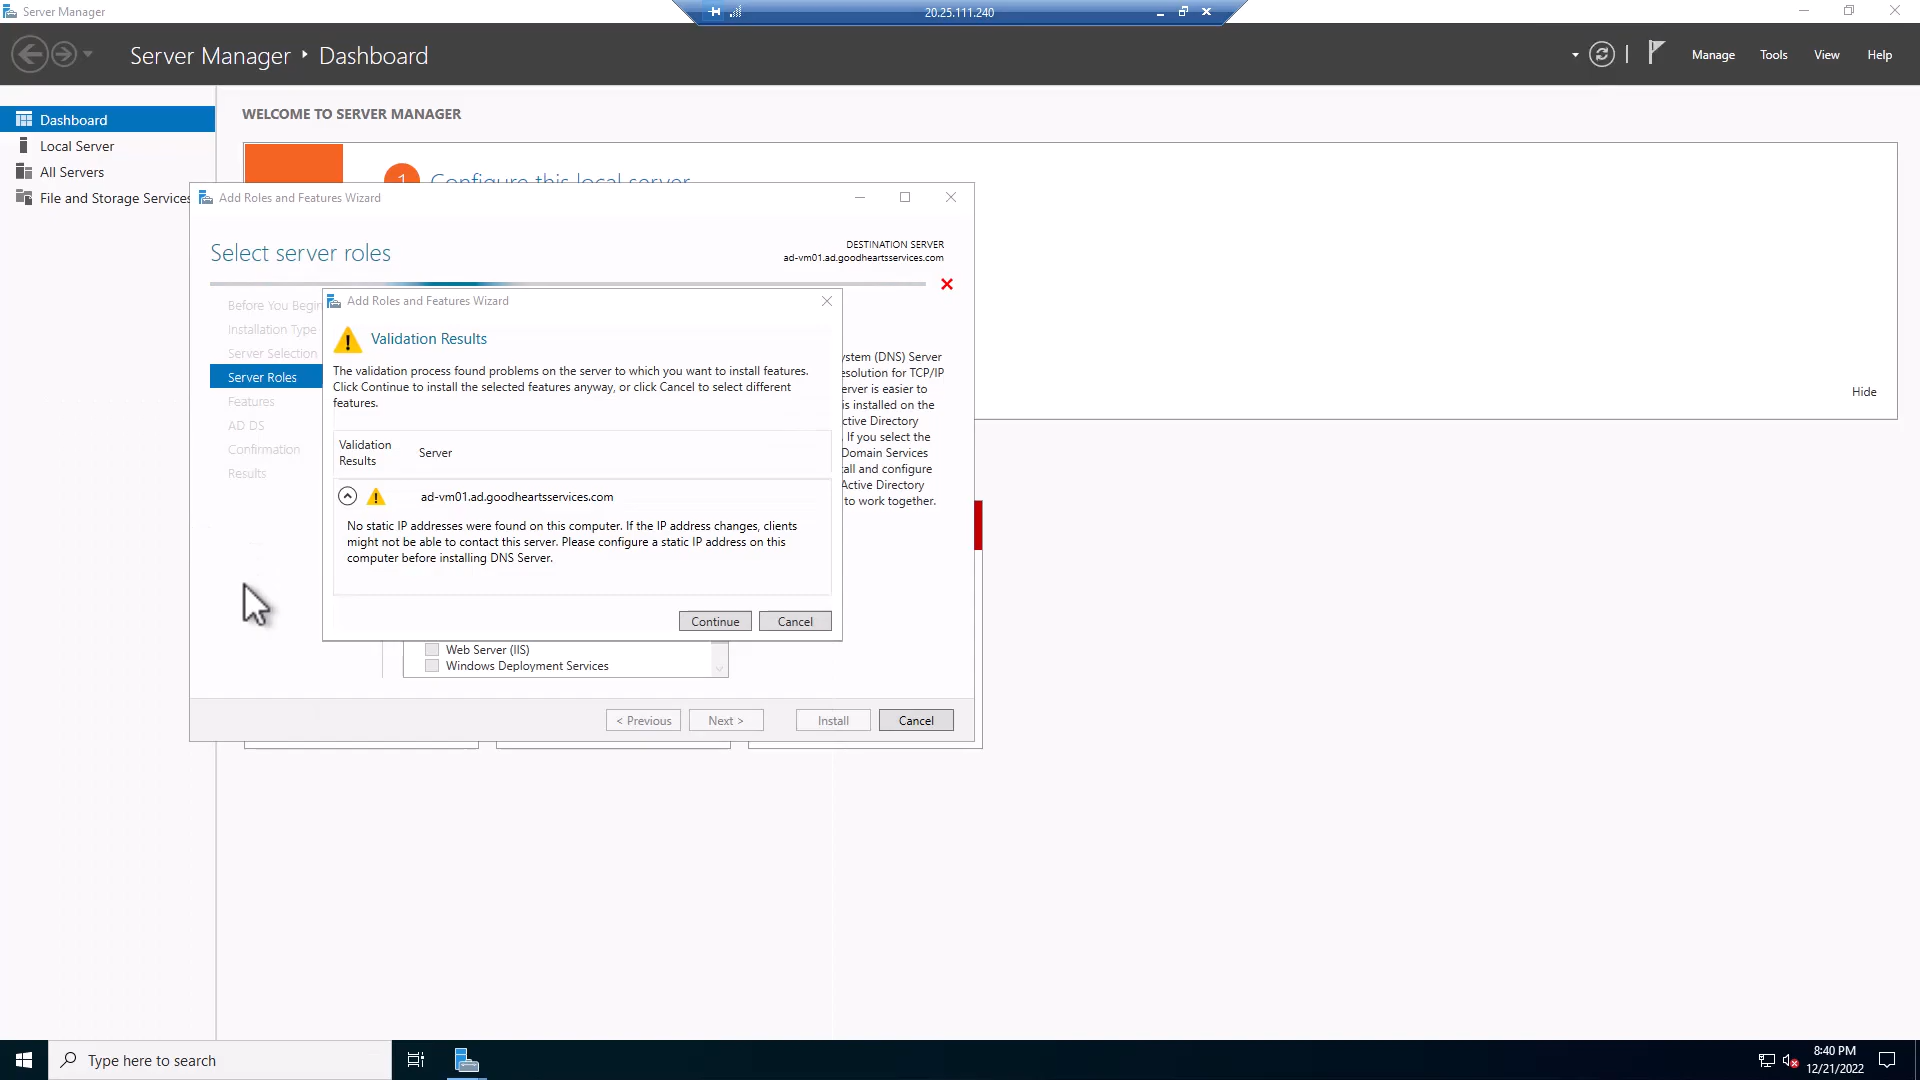 Server Manager
20.25.111.240
Server Manager ‣ Dashboard
Manage
Tools
View
Help
Dashboard
Local Server
All Servers
File and Storage Services
WELCOME TO SERVER MANAGER
1
Configure this local server
Hide
Add Roles and Features Wizard
Select server roles
DESTINATION SERVER
ad-vm01.ad.goodheartsservices.com
Before You Begin
Installation Type
Server Selection
Server Roles
Features
AD DS
Confirmation
Results
Add Roles and Features Wizard
Validation Results
The validation process found problems on the server to which you want to install features.
Click Continue to install the selected features anyway, or click Cancel to select different
features.
Validation
Results
Server
ad-vm01.ad.goodheartsservices.com
No static IP addresses were found on this computer. If the IP address changes, clients
might not be able to contact this server. Please configure a static IP address on this
computer before installing DNS Server.
Continue
Cancel
ystem (DNS) Server
esolution for TCP/IP
erver is easier to
is installed on the
ctive Directory
. If you select the
Domain Services
all and configure
Active Directory
to work together.
Web Server (IIS)
Windows Deployment Services
< Previous
Next >
Install
Cancel
Type here to search
8:40 PM
12/21/2022